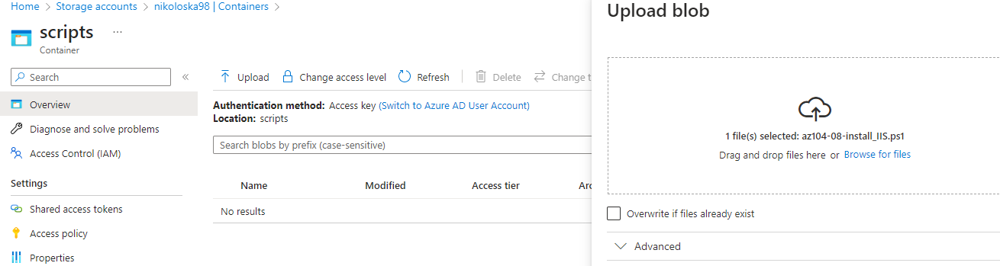 Home > Storage accounts > nikoloska98 | Containers >
scripts ...
Container
Search «
Overview
Diagnose and solve problems
Access Control (IAM)
Settings
Shared access tokens
Access policy
Properties
Upload Change access level Refresh Delete Change t
Authentication method: Access key (Switch to Azure AD User Account)
Location: scripts
Search blobs by prefix (case-sensitive)
Name Modified Access tier Arc
No results
Upload blob
1 file(s) selected: az104-08-install_IIS.ps1
Drag and drop files here or Browse for files
Overwrite if files already exist
Advanced